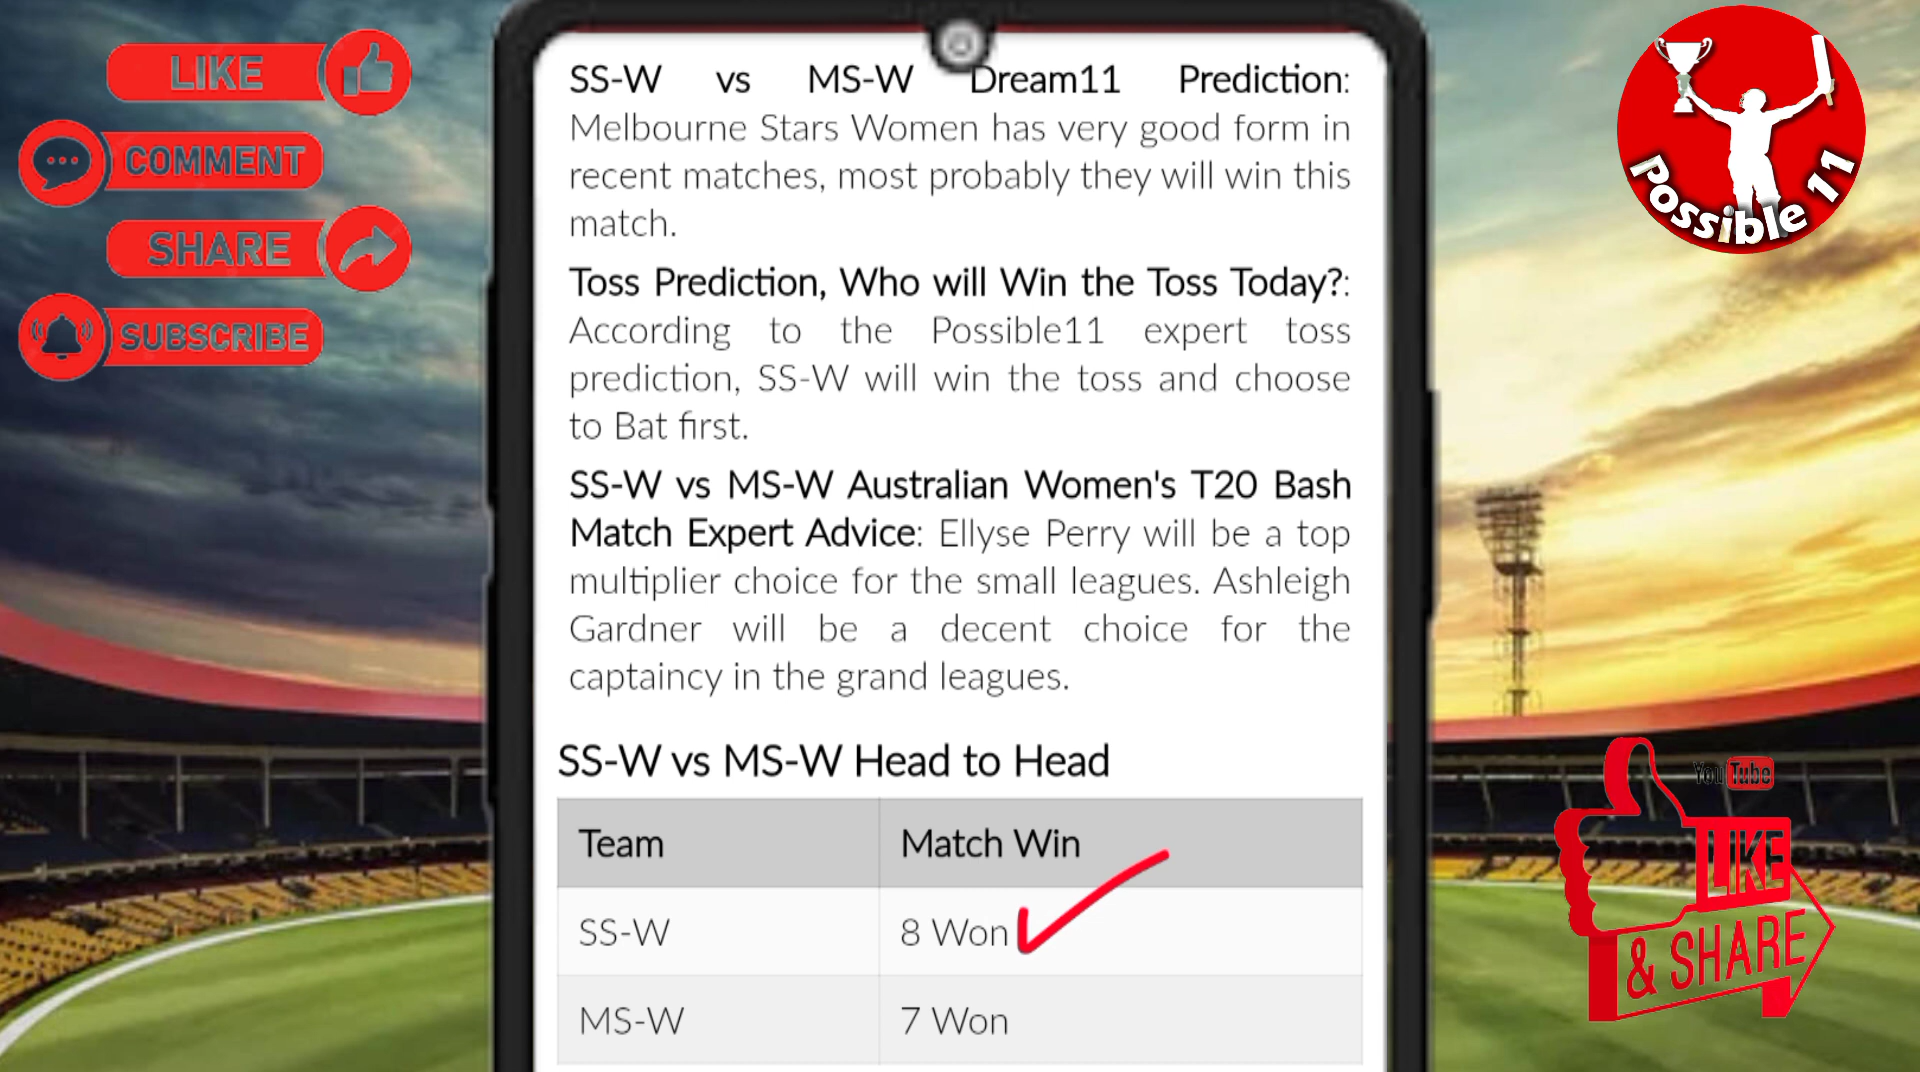 LIKE
COMMENT
SHARE
SUBSCRIBE
SS-W vs MS-W Dream11 Prediction:
Melbourne Stars Women has very good form in
recent matches, most probably they will win this
match.
Toss Prediction, Who will Win the Toss Today?:
According to the Possible11 expert toss
prediction, SS-W will win the toss and choose
to Bat first.
SS-W vs MS-W Australian Women's T20 Bash
Match Expert Advice: Ellyse Perry will be a top
multiplier choice for the small leagues. Ashleigh
Gardner will be a decent choice for the
captaincy in the grand leagues.
SS-W vs MS-W Head to Head
Team Match Win
SS-W 8 Won
MS-W 7 Won
Possible 11
YouTube
LIKE
& SHARE